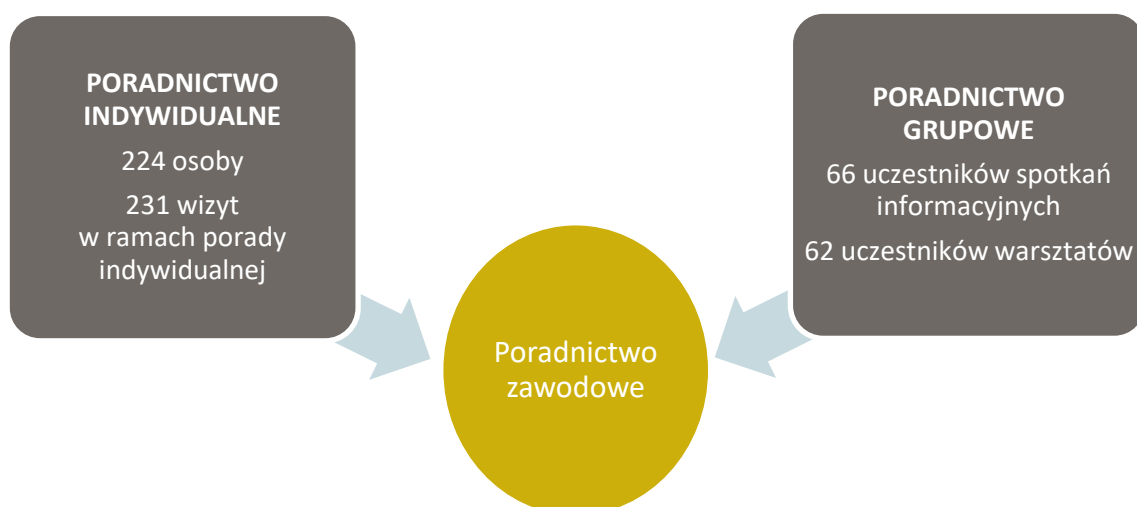 PORADNICTWO
INDYWIDUALNE
224 osoby
231 wizyt
w ramach porady
indywidualnej
PORADNICTWO
GRUPOWE
66 uczestników spotkań
informacyjnych
62 uczestników warsztatów
Poradnictwo
zawodowe